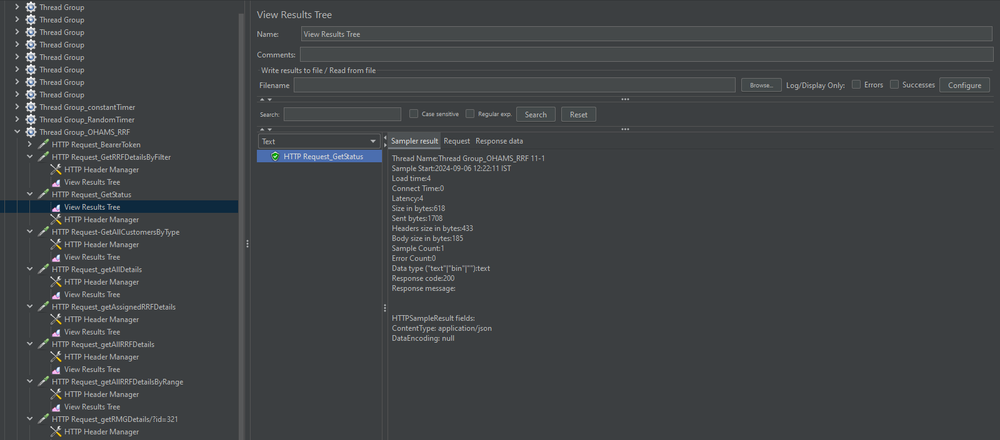 Thread Group
Thread Group
Thread Group
Thread Group
Thread Group
Thread Group
Thread Group
Thread Group
Thread Group_constantTimer
Thread Group_RandomTimer
Thread Group_OHAMS_RRF
HTTP Request_BearerToken
HTTP Request_GetRRFDetailsByFilter
HTTP Header Manager
View Results Tree
HTTP Request_GetStatus
View Results Tree
HTTP Header Manager
HTTP Request-GetAllCustomersByType
HTTP Header Manager
View Results Tree
HTTP Request_getAllDetails
HTTP Header Manager
View Results Tree
HTTP Request_getAssignedRRFDetails
HTTP Header Manager
View Results Tree
HTTP Request_getAllRRFDetails
HTTP Header Manager
View Results Tree
HTTP Request_getAllRRFDetailsByRange
HTTP Header Manager
View Results Tree
HTTP Request_getRMGDetails/?id=321
HTTP Header Manager
View Results Tree
Name: View Results Tree
Comments:
Write results to file / Read from file
Filename Browse... Log/Display Only: Errors Successes Configure
Search: Case sensitive Regular exp. Search Reset
Text
HTTP Request_GetStatus
Sampler result Request Response data
Thread Name:Thread Group_OHAMS_RRF 11-1
Sample Start:2024-09-06 12:22:11 IST
Load time:4
Connect Time:0
Latency:4
Size in bytes:618
Sent bytes:1708
Headers size in bytes:433
Body size in bytes:185
Sample Count:1
Error Count:0
Data type ("text"|"bin"|""):text
Response code:200
Response message:
HTTPSampleResult fields:
ContentType: application/json
DataEncoding: null